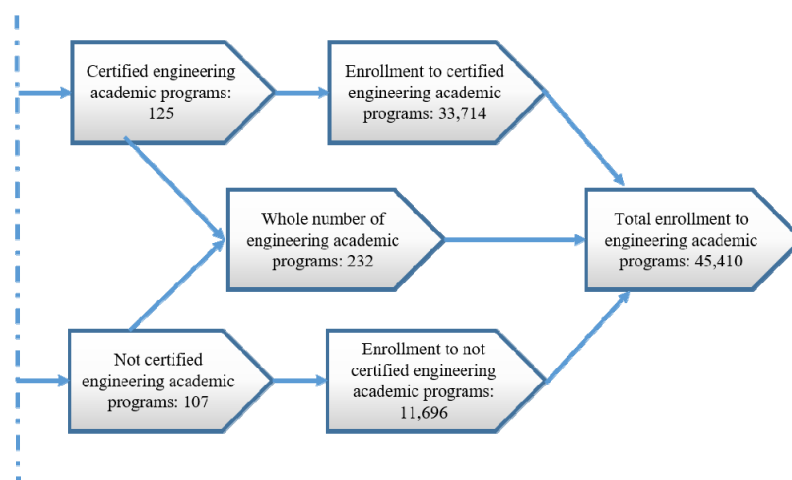 Certified engineering
academic programs:
125
Enrollment to certified
engineering academic
programs: 33,714
Whole number of
engineering academic
programs: 232
Total enrollment to
engineering academic
programs: 45,410
Not certified
engineering academic
programs: 107
Enrollment to not
certified engineering
academic programs:
11,696